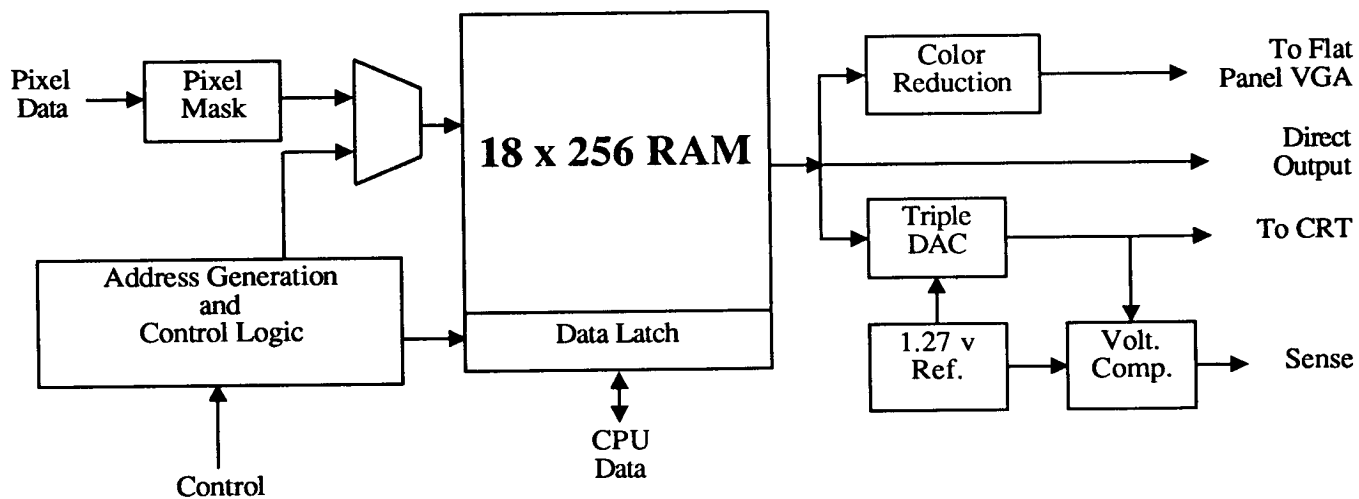 Pixel
Data
Pixel
Mask
Address Generation
and
Control Logic
Control
18 x 256 RAM
Data Latch
CPU
Data
Color
Reduction
To Flat
Panel VGA
Direct
Output
Triple
DAC
To CRT
1.27 v
Ref.
Volt.
Comp.
Sense